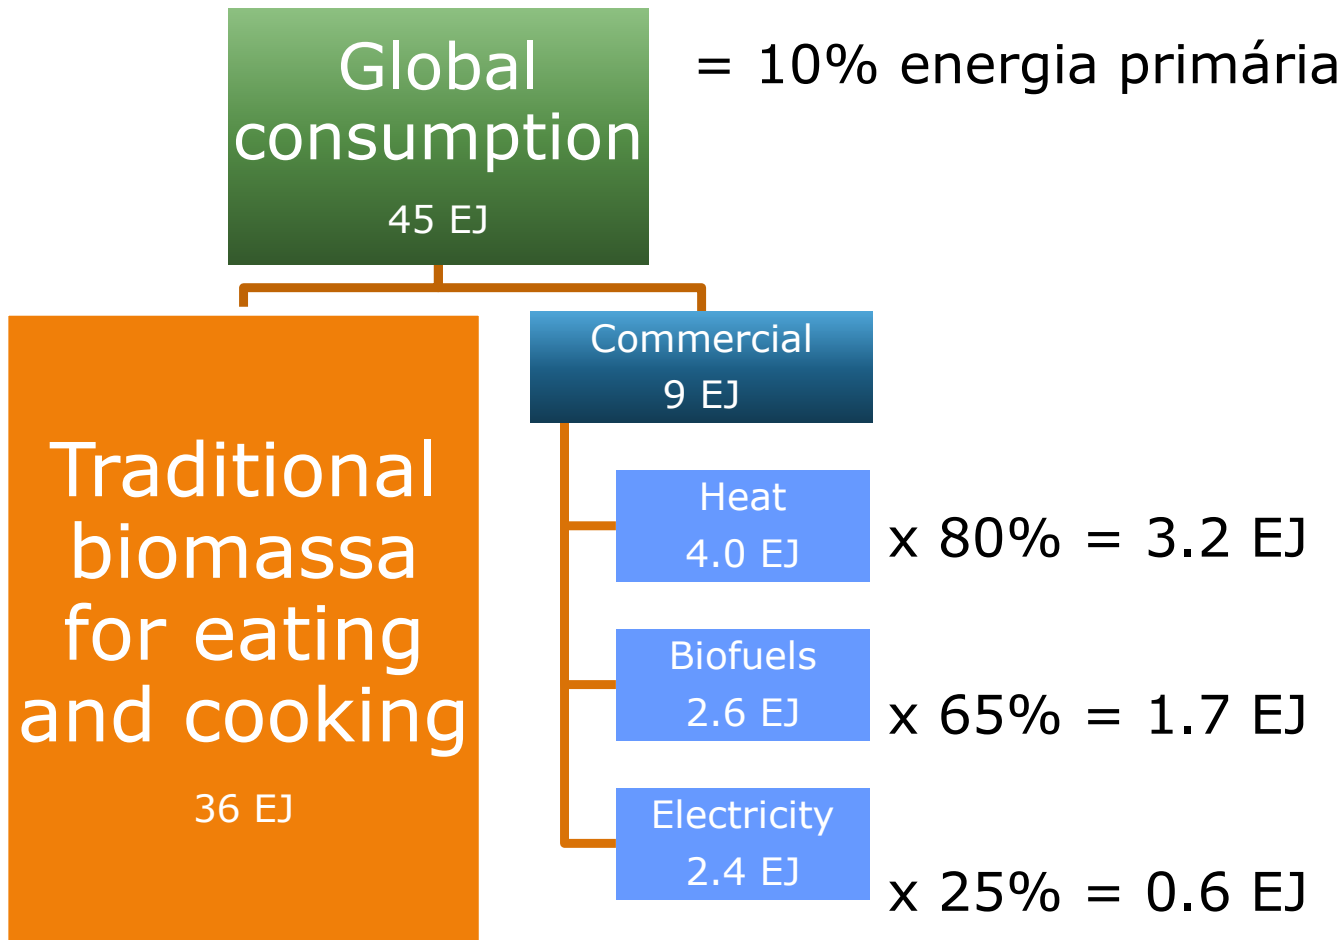 Global
consumption
45 EJ
= 10% energia primária
Traditional
biomassa
for eating
and cooking
36 EJ
Commercial
9 EJ
Heat
4.0 EJ
x 80% = 3.2 EJ
Biofuels
2.6 EJ
x 65% = 1.7 EJ
Electricity
2.4 EJ
x 25% = 0.6 EJ